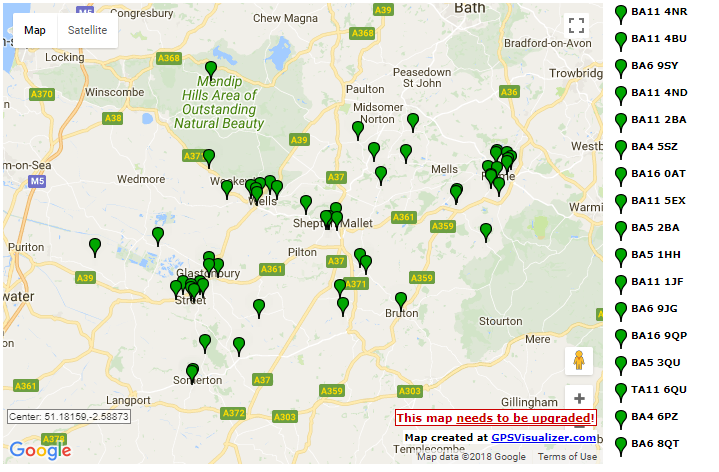 Map
Satellite
Congresbury
Chew Magna
A39
Bath
Locking
A368
A368
Bradford-on-Avon
Peasedown
St John
Trowbridg
A370
Winscombe
Mendip
Hills Area of
Outstanding
Natural Beauty
Paulton
Midsomer
Norton
A36
A38
m-on-Sea
M5
A371
Wedmore
A37
Mells
Westb
Wells
A361
A359
Warmi
Shepton Mallet
Puriton
Pilton
A37
A39
Glastonbury
A361
A371
water
Street
Bruton
Stourton
Mere
Somerton
A361
A37
A359
A303
Langport
Gillingham
Center: 51.18159,-2.58873
A372
A303
This map needs to be upgraded!
A378
Map created at GPSVisualizer.com
Templecombe
Google
Map data ©2018 Google
Terms of Use
BA11 4NR
BA11 4BU
BA6 9SY
BA11 4ND
BA11 2BA
BA4 5SZ
BA16 0AT
BA11 5EX
BA5 2BA
BA5 1HH
BA11 1JF
BA6 9JG
BA16 9QP
BA5 3QU
TA11 6QU
BA4 6PZ
BA6 8QT